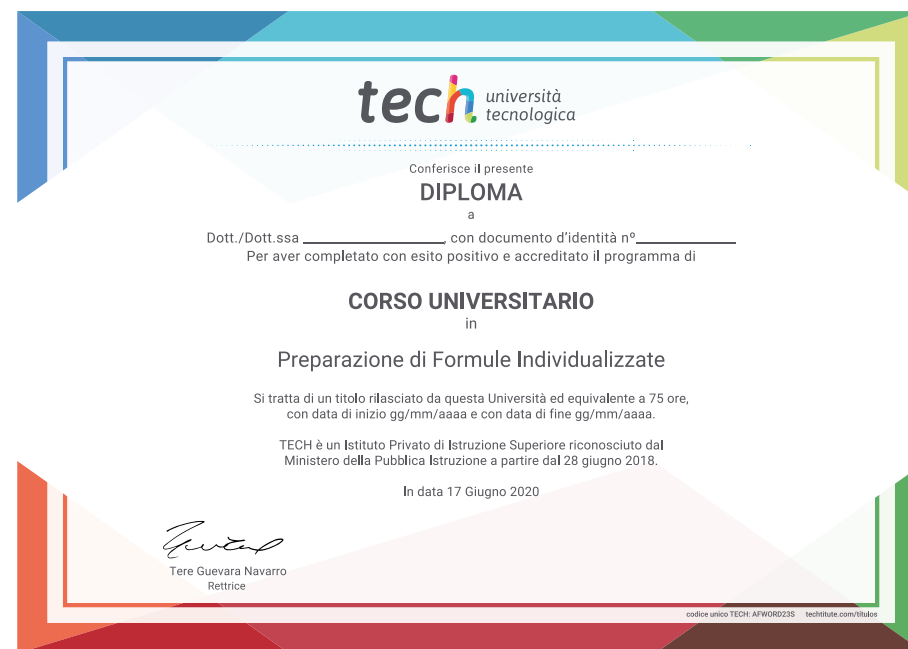 tech università
tecnologica
Conferisce il presente
DIPLOMA
a
Dott./Dott.ssa ____________________, con documento d'identità nº______________
Per aver completato con esito positivo e accreditato il programma di
CORSO UNIVERSITARIO
in
Preparazione di Formule Individualizzate
Si tratta di un titolo rilasciato da questa Università ed equivalente a 75 ore,
con data di inizio gg/mm/aaaa e con data di fine gg/mm/aaaa.
TECH è un Istituto Privato di Istruzione Superiore riconosciuto dal
Ministero della Pubblica Istruzione a partire dal 28 giugno 2018.
In data 17 Giugno 2020
Tere Guevara Navarro
Rettrice
codice unico TECH: AFWORD23S techtitute.com/titulos